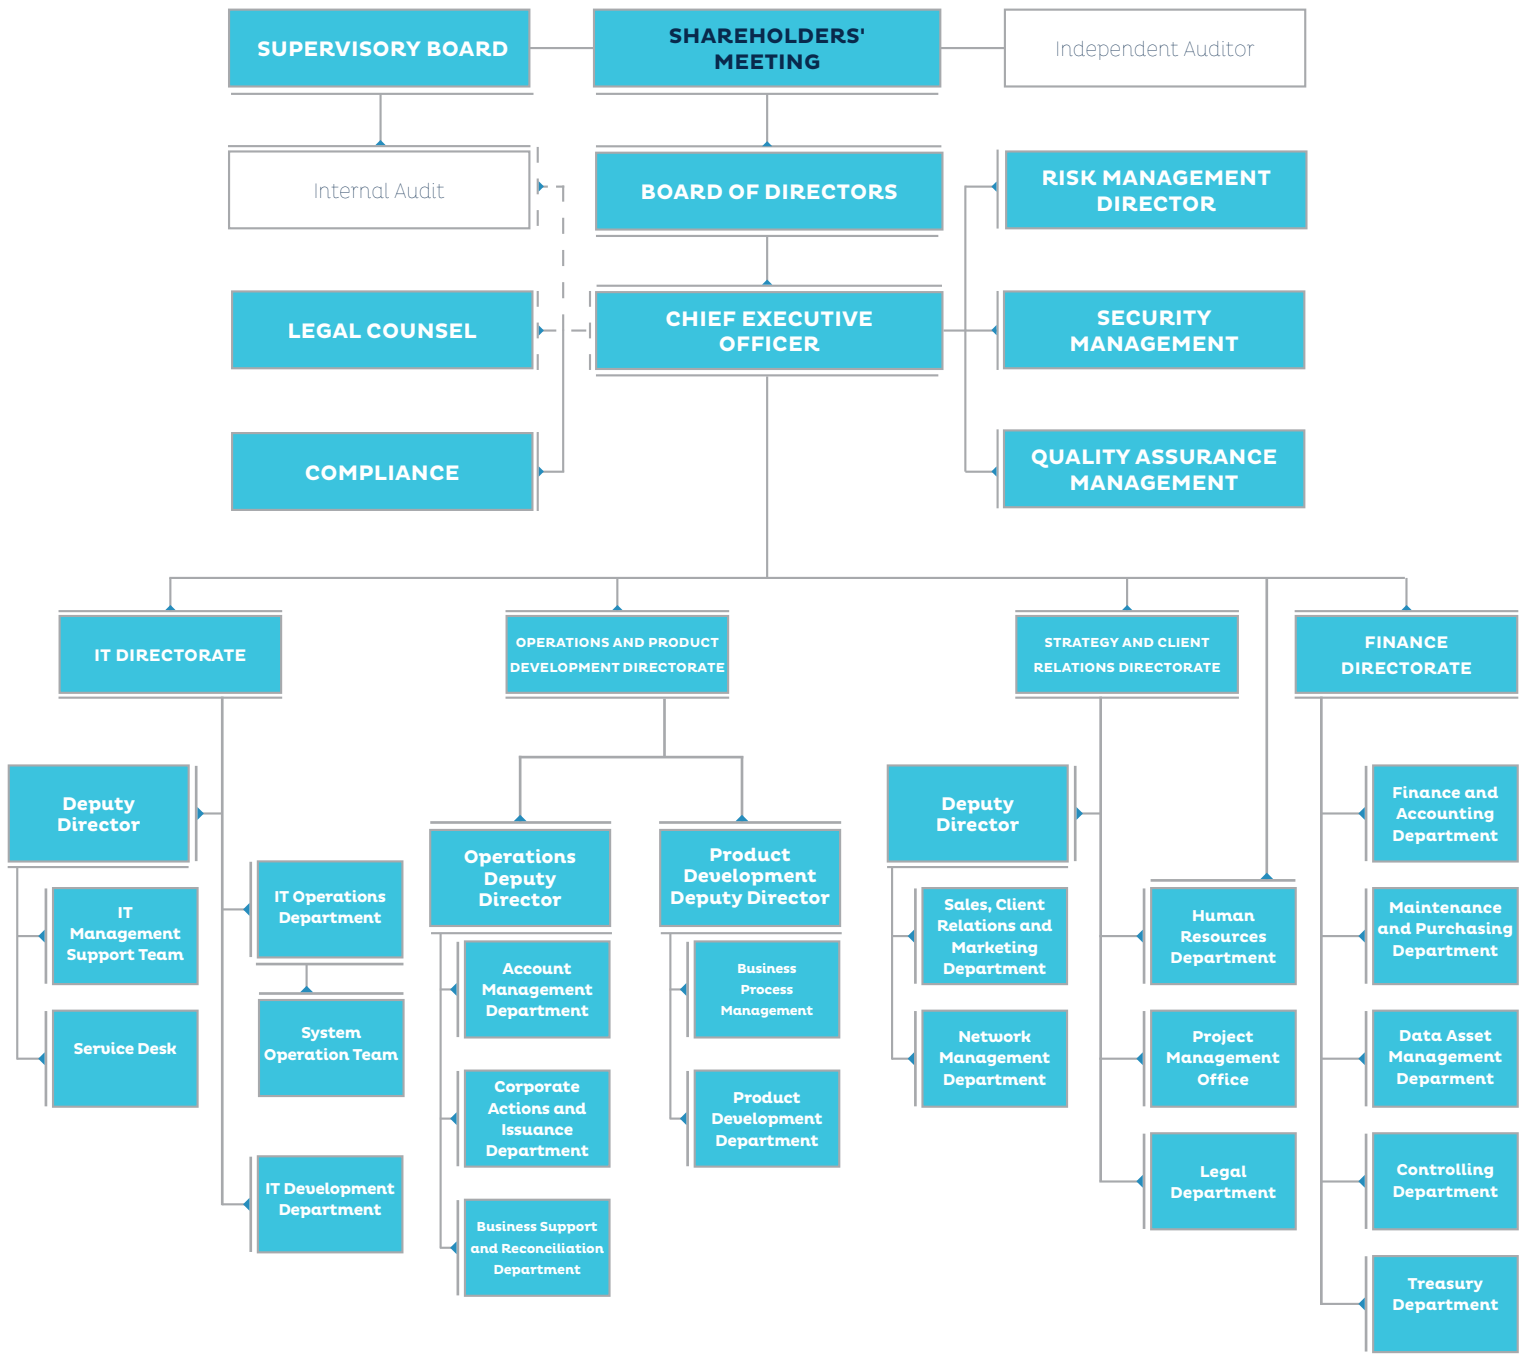 SUPERVISORY BOARD
SHAREHOLDERS'
MEETING
Independent Auditor
Internal Audit
BOARD OF DIRECTORS
RISK MANAGEMENT
DIRECTOR
LEGAL COUNSEL
CHIEF EXECUTIVE
OFFICER
SECURITY
MANAGEMENT
COMPLIANCE
QUALITY ASSURANCE
MANAGEMENT
IT DIRECTORATE
OPERATIONS AND PRODUCT
DEVELOPMENT DIRECTORATE
STRATEGY AND CLIENT
RELATIONS DIRECTORATE
FINANCE
DIRECTORATE
Deputy
Director
IT
Management
Support Team
Service Desk
IT Operations
Department
System
Operation Team
IT Development
Department
Operations
Deputy
Director
Account
Management
Department
Corporate
Actions and
Issuance
Department
Business Support
and Reconciliation
Department
Product
Development
Deputy Director
Business
Process
Management
Product
Development
Department
Deputy
Director
Sales, Client
Relations and
Marketing
Department
Network
Management
Department
Human
Resources
Department
Project
Management
Office
Legal
Department
Finance and
Accounting
Department
Maintenance
and Purchasing
Department
Data Asset
Management
Deparment
Controlling
Department
Treasury
Department